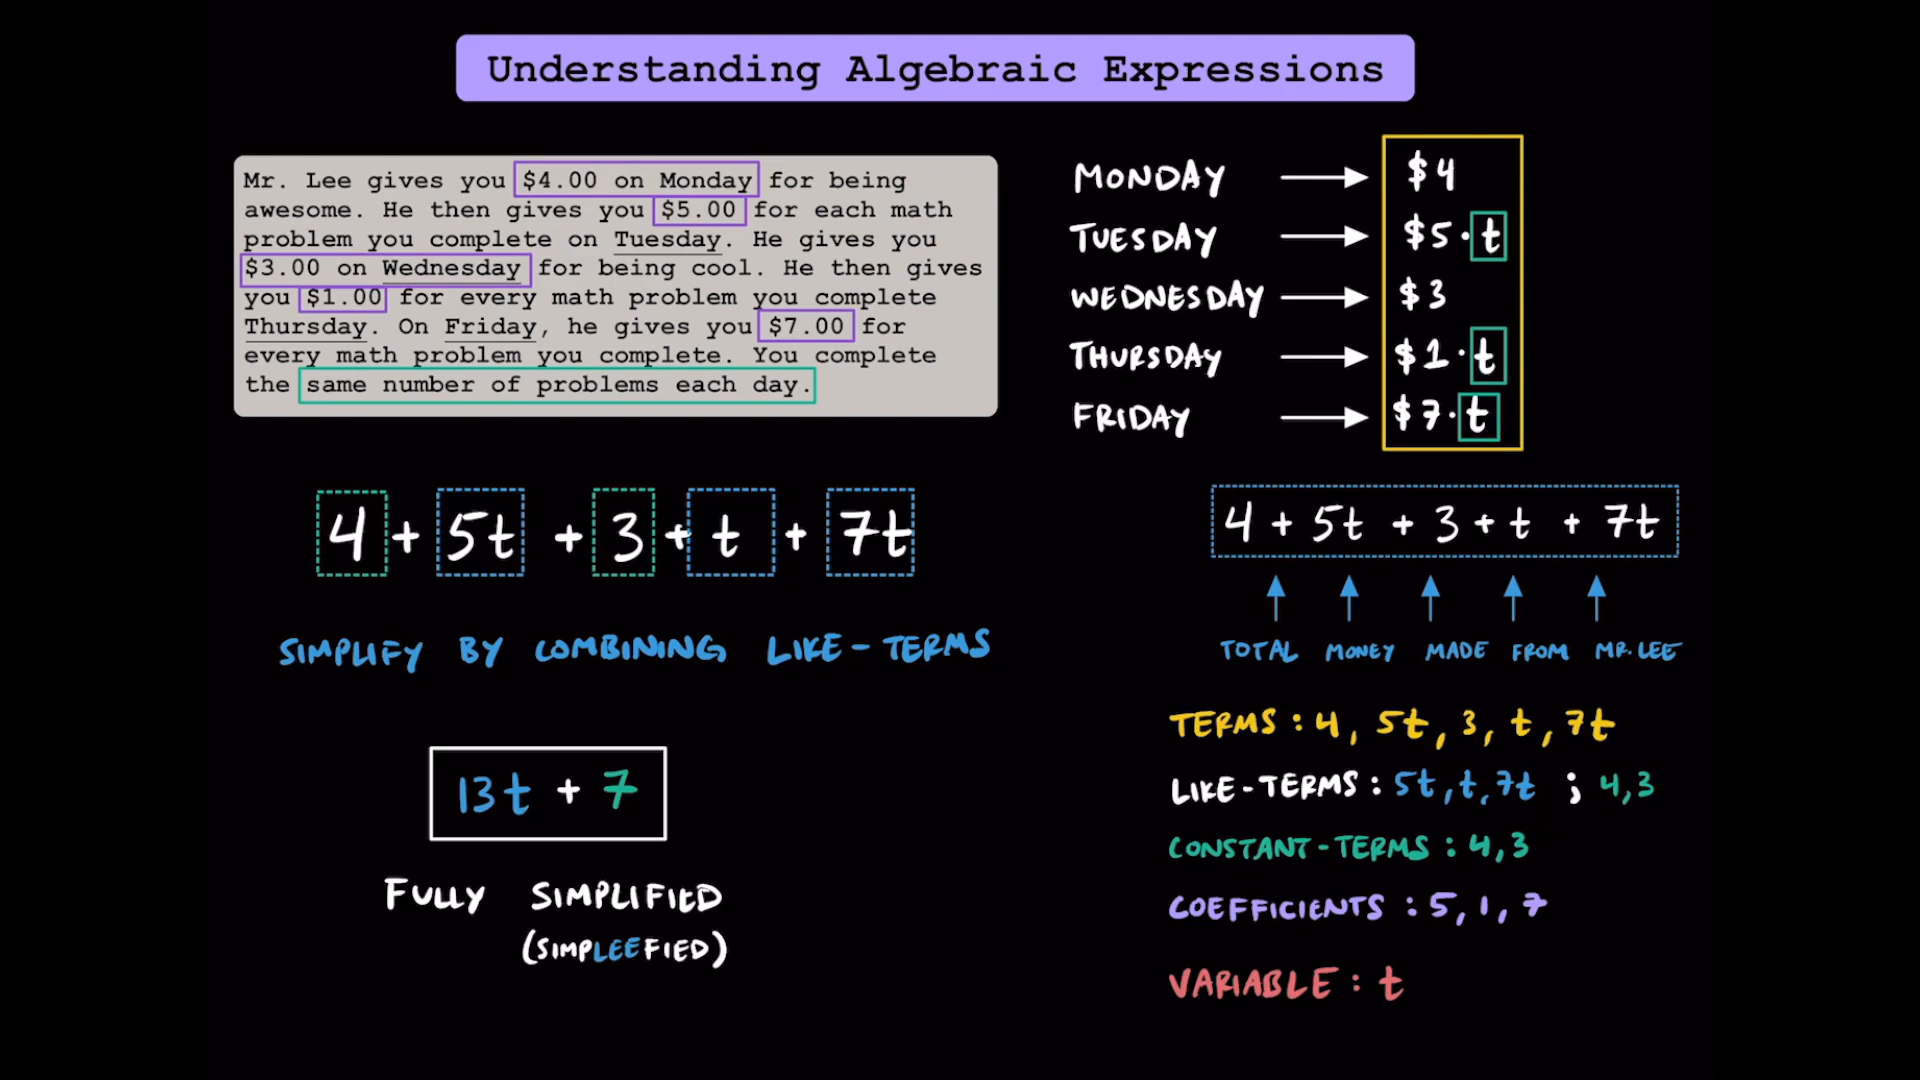 Understanding Algebraic Expressions
Mr. Lee gives you $4.00 on Monday for being
awesome. He then gives you $5.00 for each math
problem you complete on Tuesday. He gives you
$3.00 on Wednesday for being cool. He then gives
you $1.00 for every math problem you complete
Thursday. On Friday, he gives you $7.00 for
every math problem you complete. You complete
the same number of problems each day.
MONDAY → $4
TUESDAY → $5·t
WEDNESDAY → $3
THURSDAY → $1·t
FRIDAY → $7·t
4 + 5t + 3 + t + 7t
SIMPLIFY BY COMBINING LIKE-TERMS
13t + 7
FULLY SIMPLIFIED
(SIMPLEEFIED)
4 + 5t + 3 + t + 7t
TOTAL MONEY MADE FROM MR. LEE
TERMS: 4, 5t, 3, t, 7t
LIKE-TERMS: 5t, t, 7t ; 4, 3
CONSTANT-TERMS: 4, 3
COEFFICIENTS: 5, 1, 7
VARIABLE: t